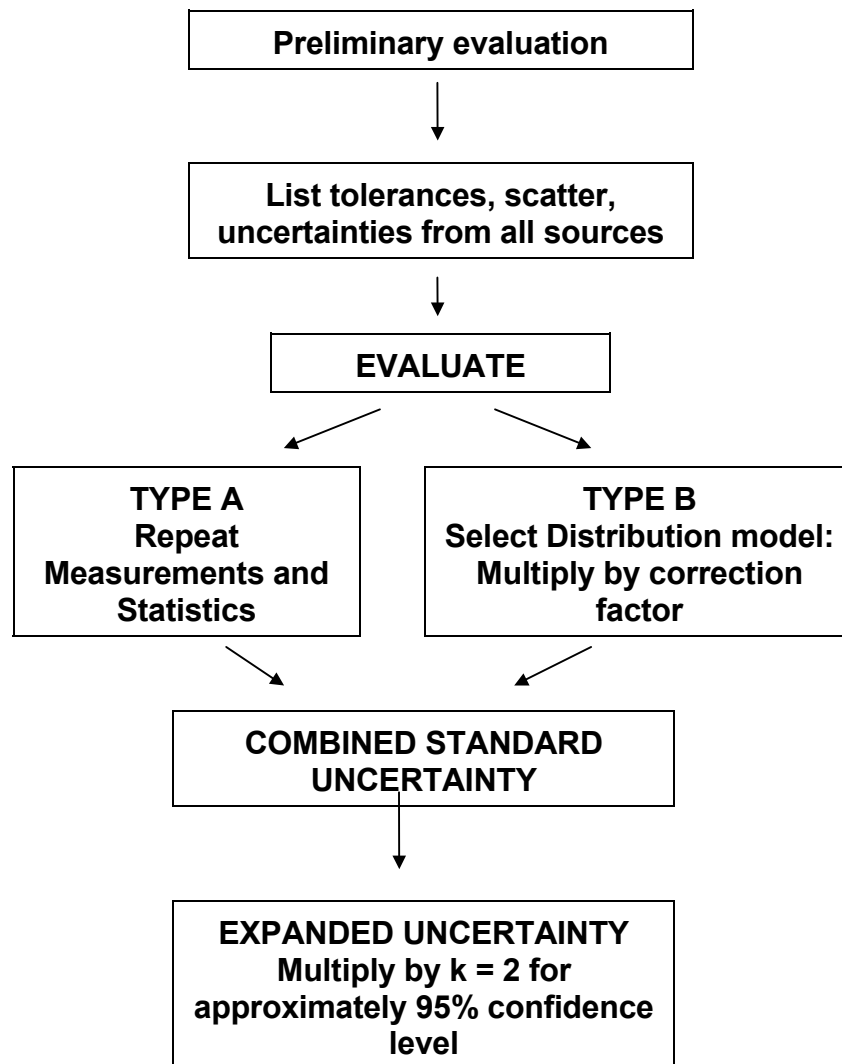 Preliminary evaluation
List tolerances, scatter,
uncertainties from all sources
EVALUATE
TYPE A
Repeat
Measurements and
Statistics
TYPE B
Select Distribution model:
Multiply by correction
factor
COMBINED STANDARD
UNCERTAINTY
EXPANDED UNCERTAINTY
Multiply by k = 2 for
approximately 95% confidence
level